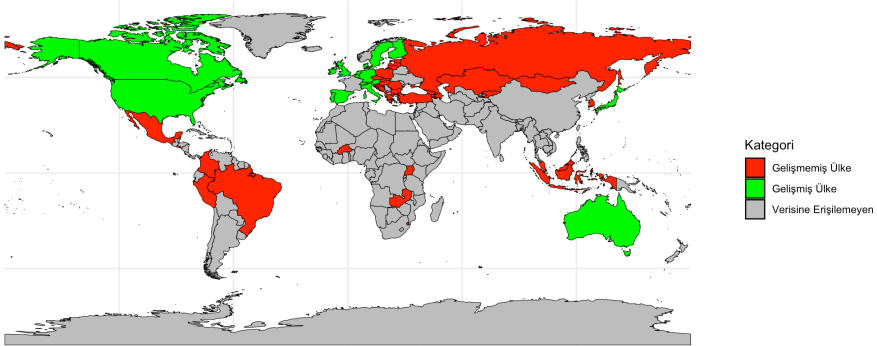 Kategori
Gelişmemiş Ülke
Gelişmiş Ülke
Verisine Erişilemeyen